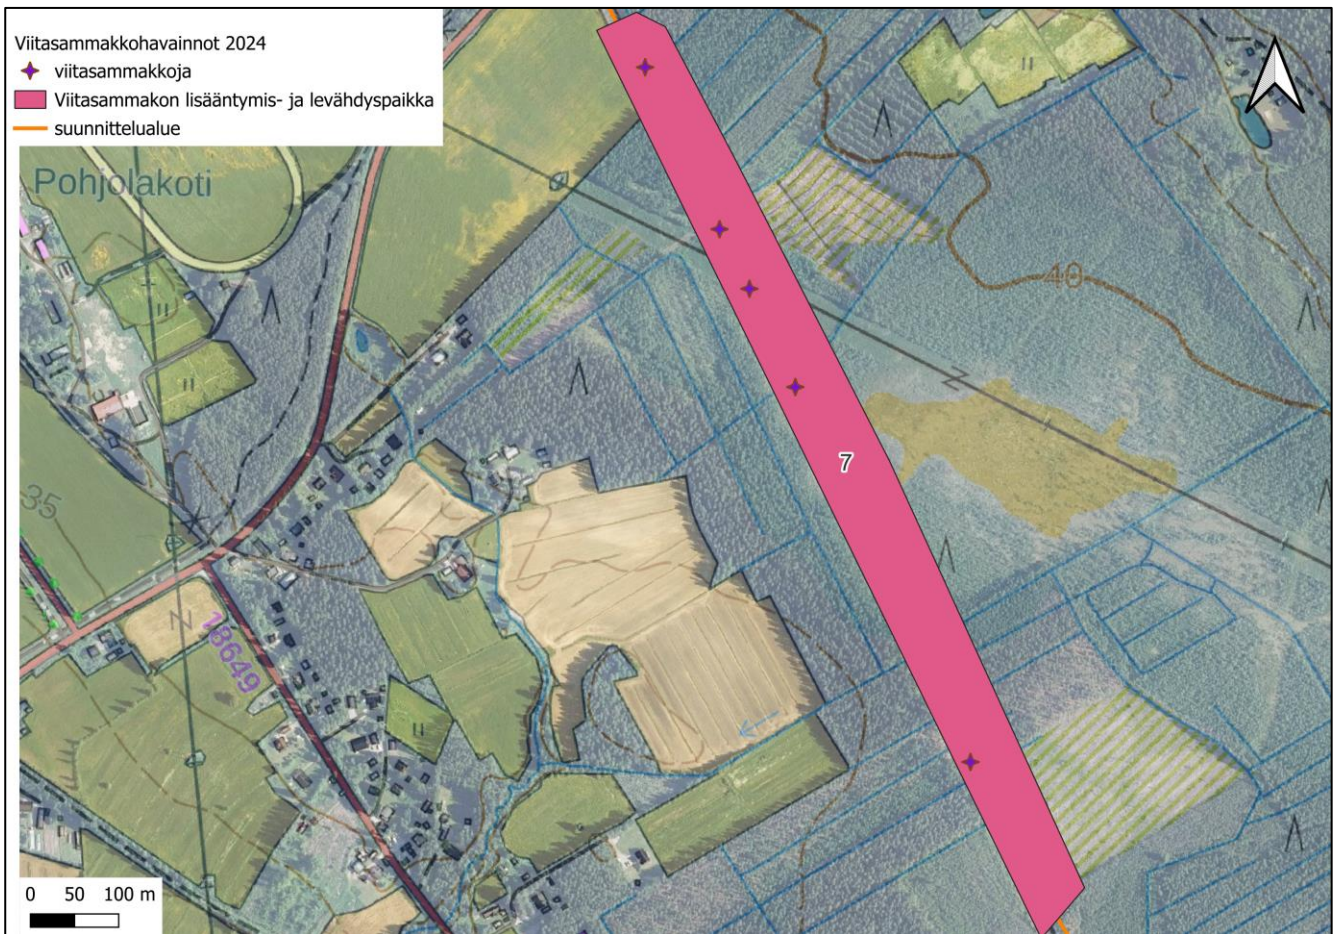 Viitasammakkohavainnot 2024
viitasammakkoja
Viitasammakon lisääntymis- ja levähdyspaikka
suunnittelualue
Pohjolakoti
40
Z
7
35
Z
18649
0 50 100 m